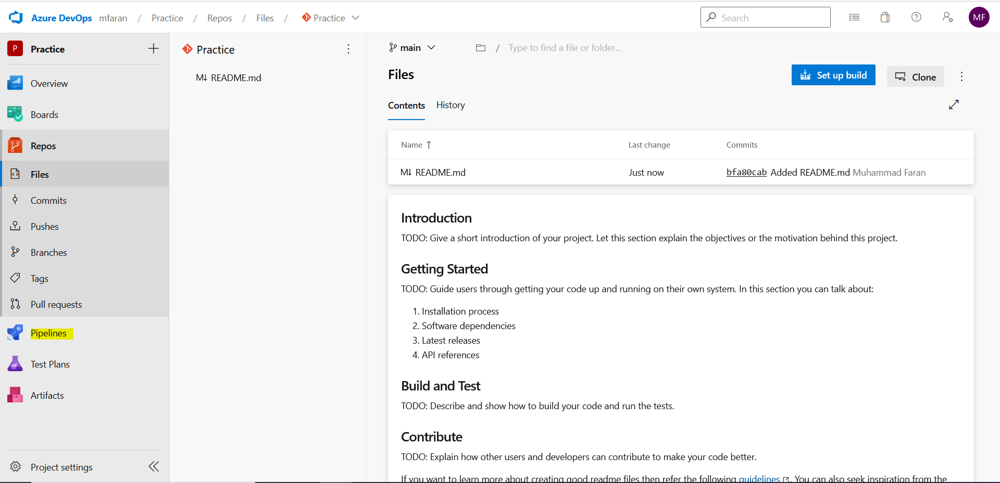 Azure DevOps mfaran / Practice / Repos / Files / Practice
Search
MF
P Practice
Overview
Boards
Repos
Files
Commits
Pushes
Branches
Tags
Pull requests
Pipelines
Test Plans
Artifacts
Project settings
Practice
M↓ README.md
main / Type to find a file or folder...
Files
Set up build Clone
Contents History
Name ↑ Last change Commits
M↓ README.md Just now bfa80cab Added README.md Muhammad Faran
Introduction
TODO: Give a short introduction of your project. Let this section explain the objectives or the motivation behind this project.
Getting Started
TODO: Guide users through getting your code up and running on their own system. In this section you can talk about:
1. Installation process
2. Software dependencies
3. Latest releases
4. API references
Build and Test
TODO: Describe and show how to build your code and run the tests.
Contribute
TODO: Explain how other users and developers can contribute to make your code better.
If you want to learn more about creating good readme files then refer the following guidelines. You can also seek inspiration from the